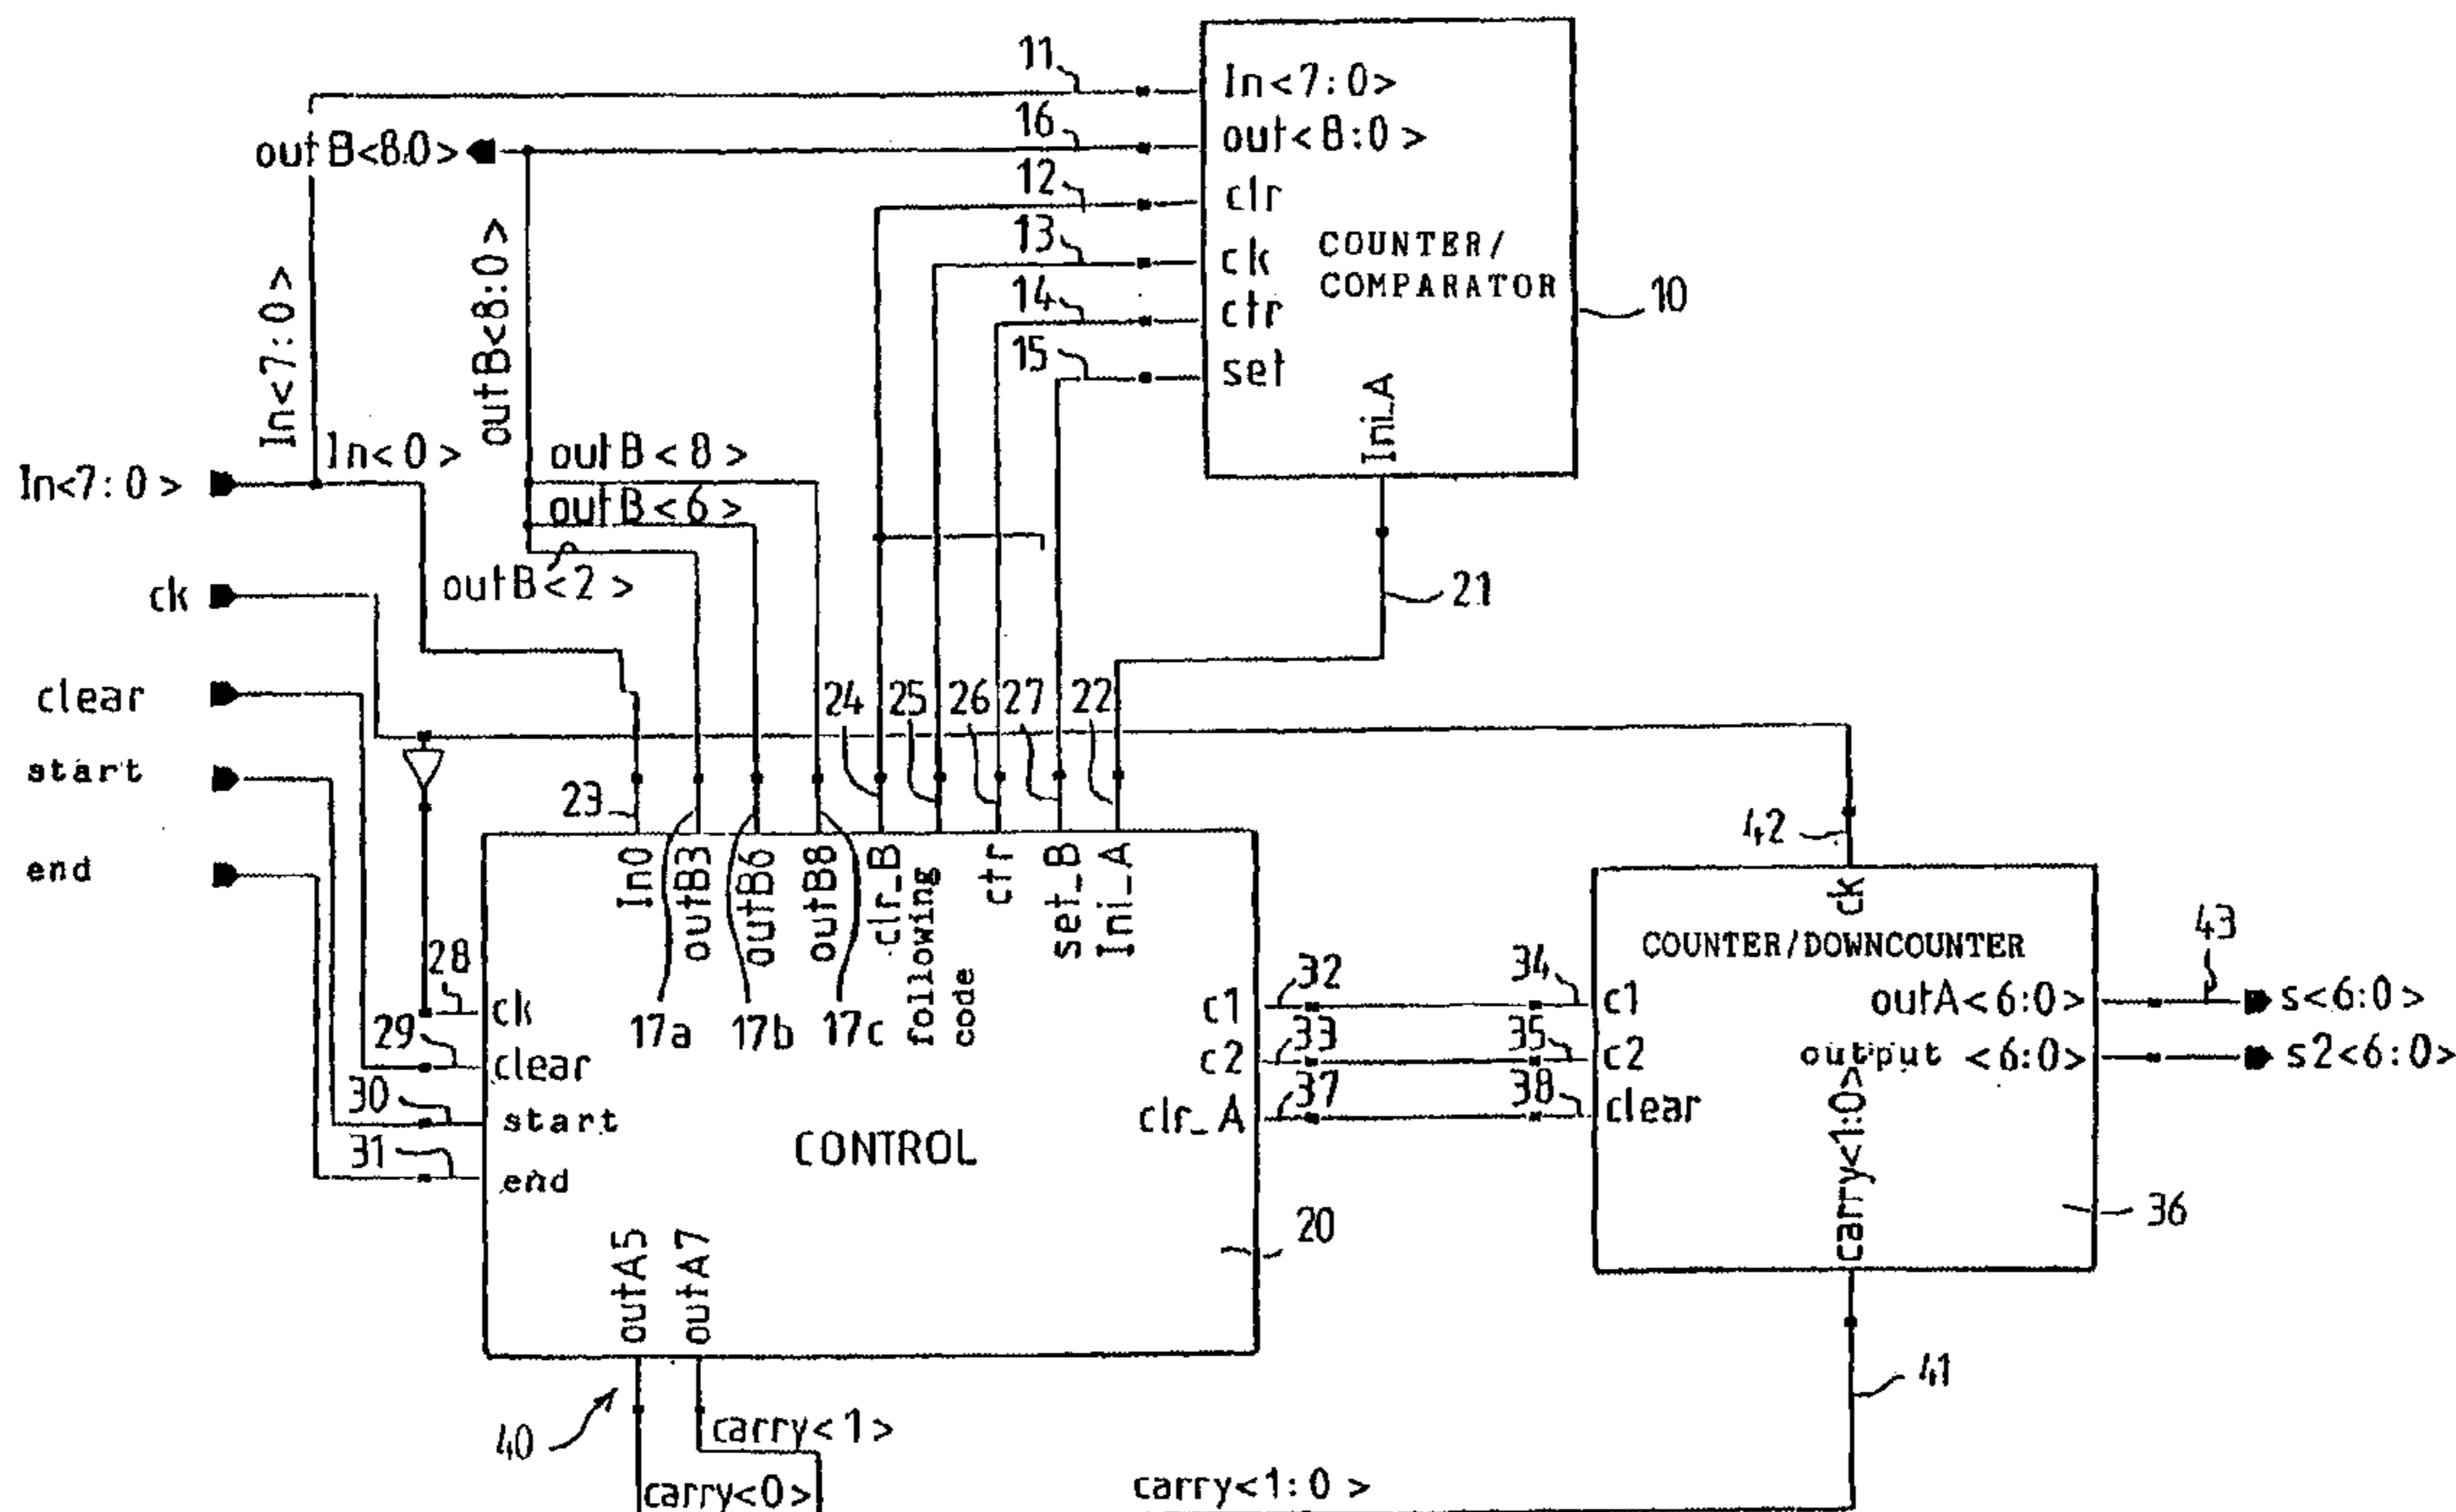 11
In<7:0>
16
outB<8:0>
out<8:0>
12
clr
13
COUNTER/
COMPARATOR
ck
14
ctr
10
15
set
Ini_A
In<7:0>
outB<8:0>
In<7:0>
In<0>
outB<8>
outB<6>
outB<2>
ck
21
clear
24
25
26
27
22
start
23
42
end
In0
outB3
outB6
outB8
clr_B
following
code
ctr
set_B
Ini_A
ck
COUNTER/DOWNCOUNTER
43
28
17a
17b
17c
ck
c1
32
34
c1
outA<6:0>
s<6:0>
29
clear
c2
33
35
c2
output <6:0>
s2<6:0>
30
start
clr_A
37
38
clear
31
end
CONTROL
carry<1:0>
20
36
outA5
outA7
41
40
carry<1>
carry<0>
carry<1:0>